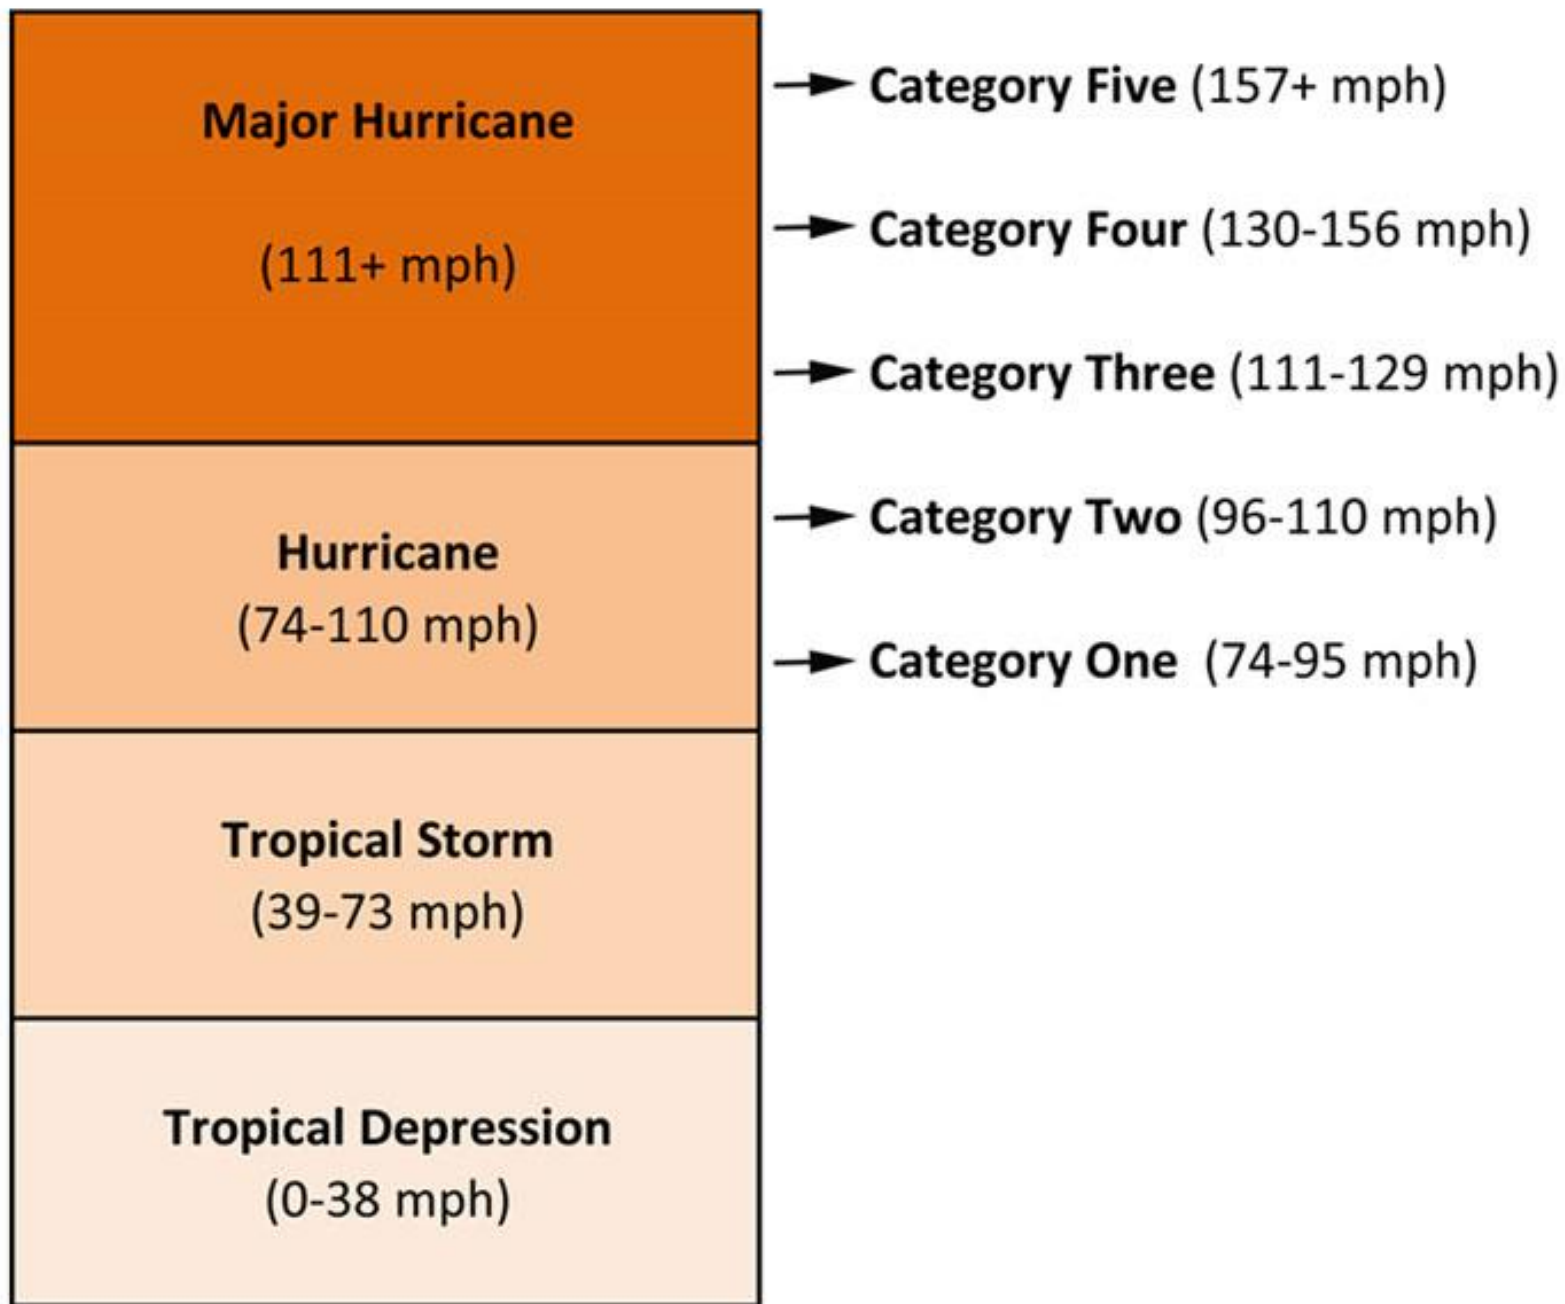 Major Hurricane
(111+ mph)
Category Five (157+ mph)
Category Four (130-156 mph)
Category Three (111-129 mph)
Hurricane
(74-110 mph)
Category Two (96-110 mph)
Category One (74-95 mph)
Tropical Storm
(39-73 mph)
Tropical Depression
(0-38 mph)